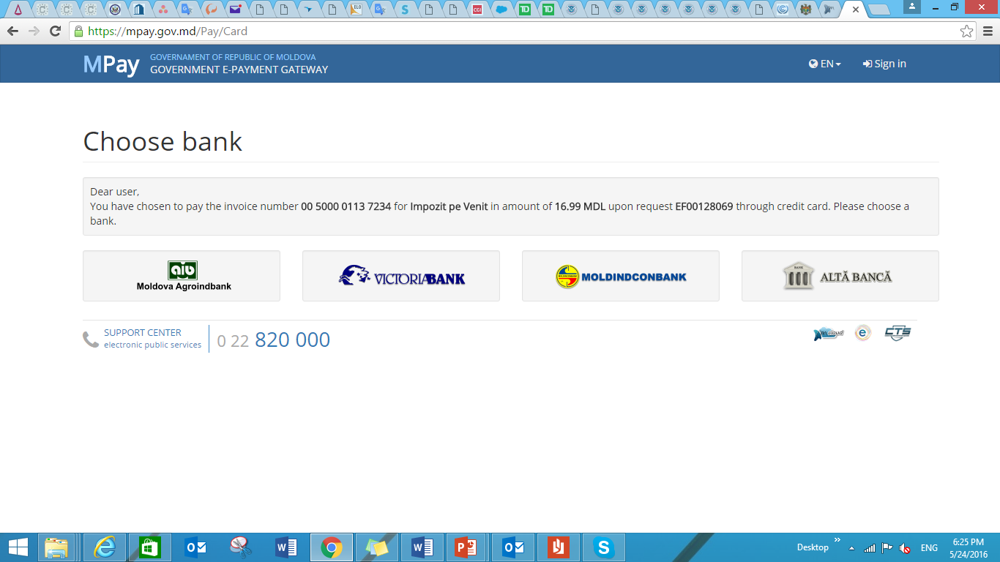 https://mpay.gov.md/Pay/Card
MPay
GOVERNAMENT OF REPUBLIC OF MOLDOVA
GOVERNMENT E-PAYMENT GATEWAY
EN
Sign in
Choose bank
Dear user,
You have chosen to pay the invoice number 00 5000 0113 7234 for Impozit pe Venit in amount of 16.99 MDL upon request EF00128069 through credit card. Please choose a
bank.
aib
Moldova Agroindbank
VICTORIABANK
MOLDINDCONBANK
BANK
ALTĂ BANCĂ
SUPPORT CENTER
electronic public services
0 22 820 000
cloud
e
CTS
Desktop
ENG
6:25 PM
5/24/2016